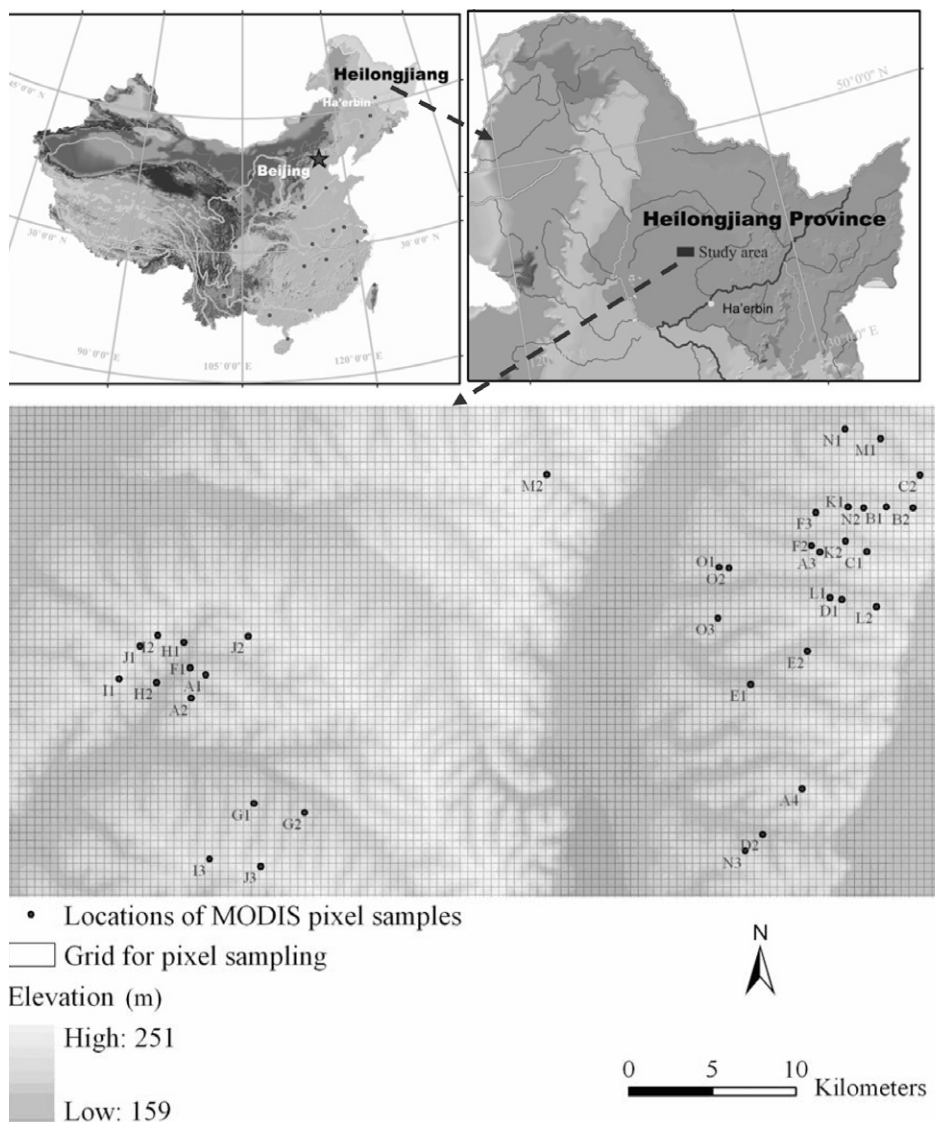 45°0'0" N
Heilongjiang
Ha'erbin
Beijing
30°0'0" N
30°0'0" N
90°0'0" E
105°0'0" E
120°0'0" E
50°0'0" N
Heilongjiang Province
Study area
Ha'erbin
130°0'0" E
N1
M1
M2
C2
K1
F3
N2
B1
B2
F2
A3
K2
C1
O1
O2
L1
D1
L2
O3
J2
I2
H1
J1
E2
F1
A1
I1
H2
A2
E1
A4
G1
G2
D2
N3
I3
J3
Locations of MODIS pixel samples
Grid for pixel sampling
Elevation (m)
High: 251
Low: 159
N
0 5 10
Kilometers